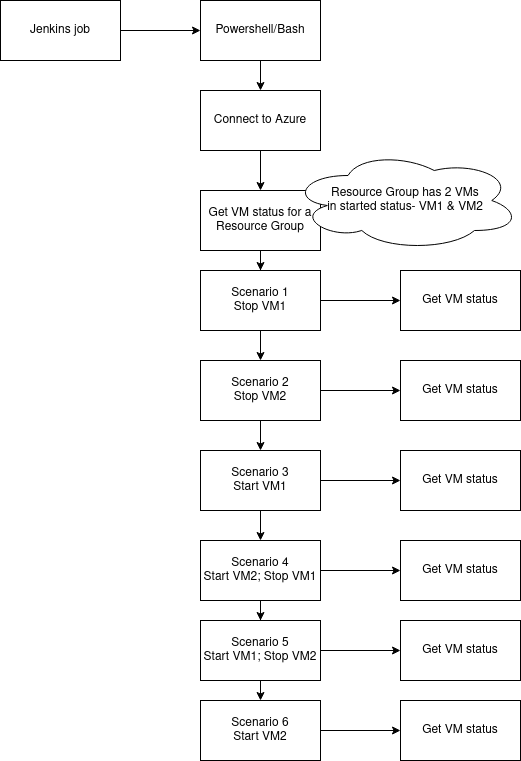 Jenkins job
Powershell/Bash
Connect to Azure
Get VM status for a
Resource Group
Resource Group has 2 VMs
in started status- VM1 & VM2
Scenario 1
Stop VM1
Get VM status
Scenario 2
Stop VM2
Get VM status
Scenario 3
Start VM1
Get VM status
Scenario 4
Start VM2; Stop VM1
Get VM status
Scenario 5
Start VM1; Stop VM2
Get VM status
Scenario 6
Start VM2
Get VM status